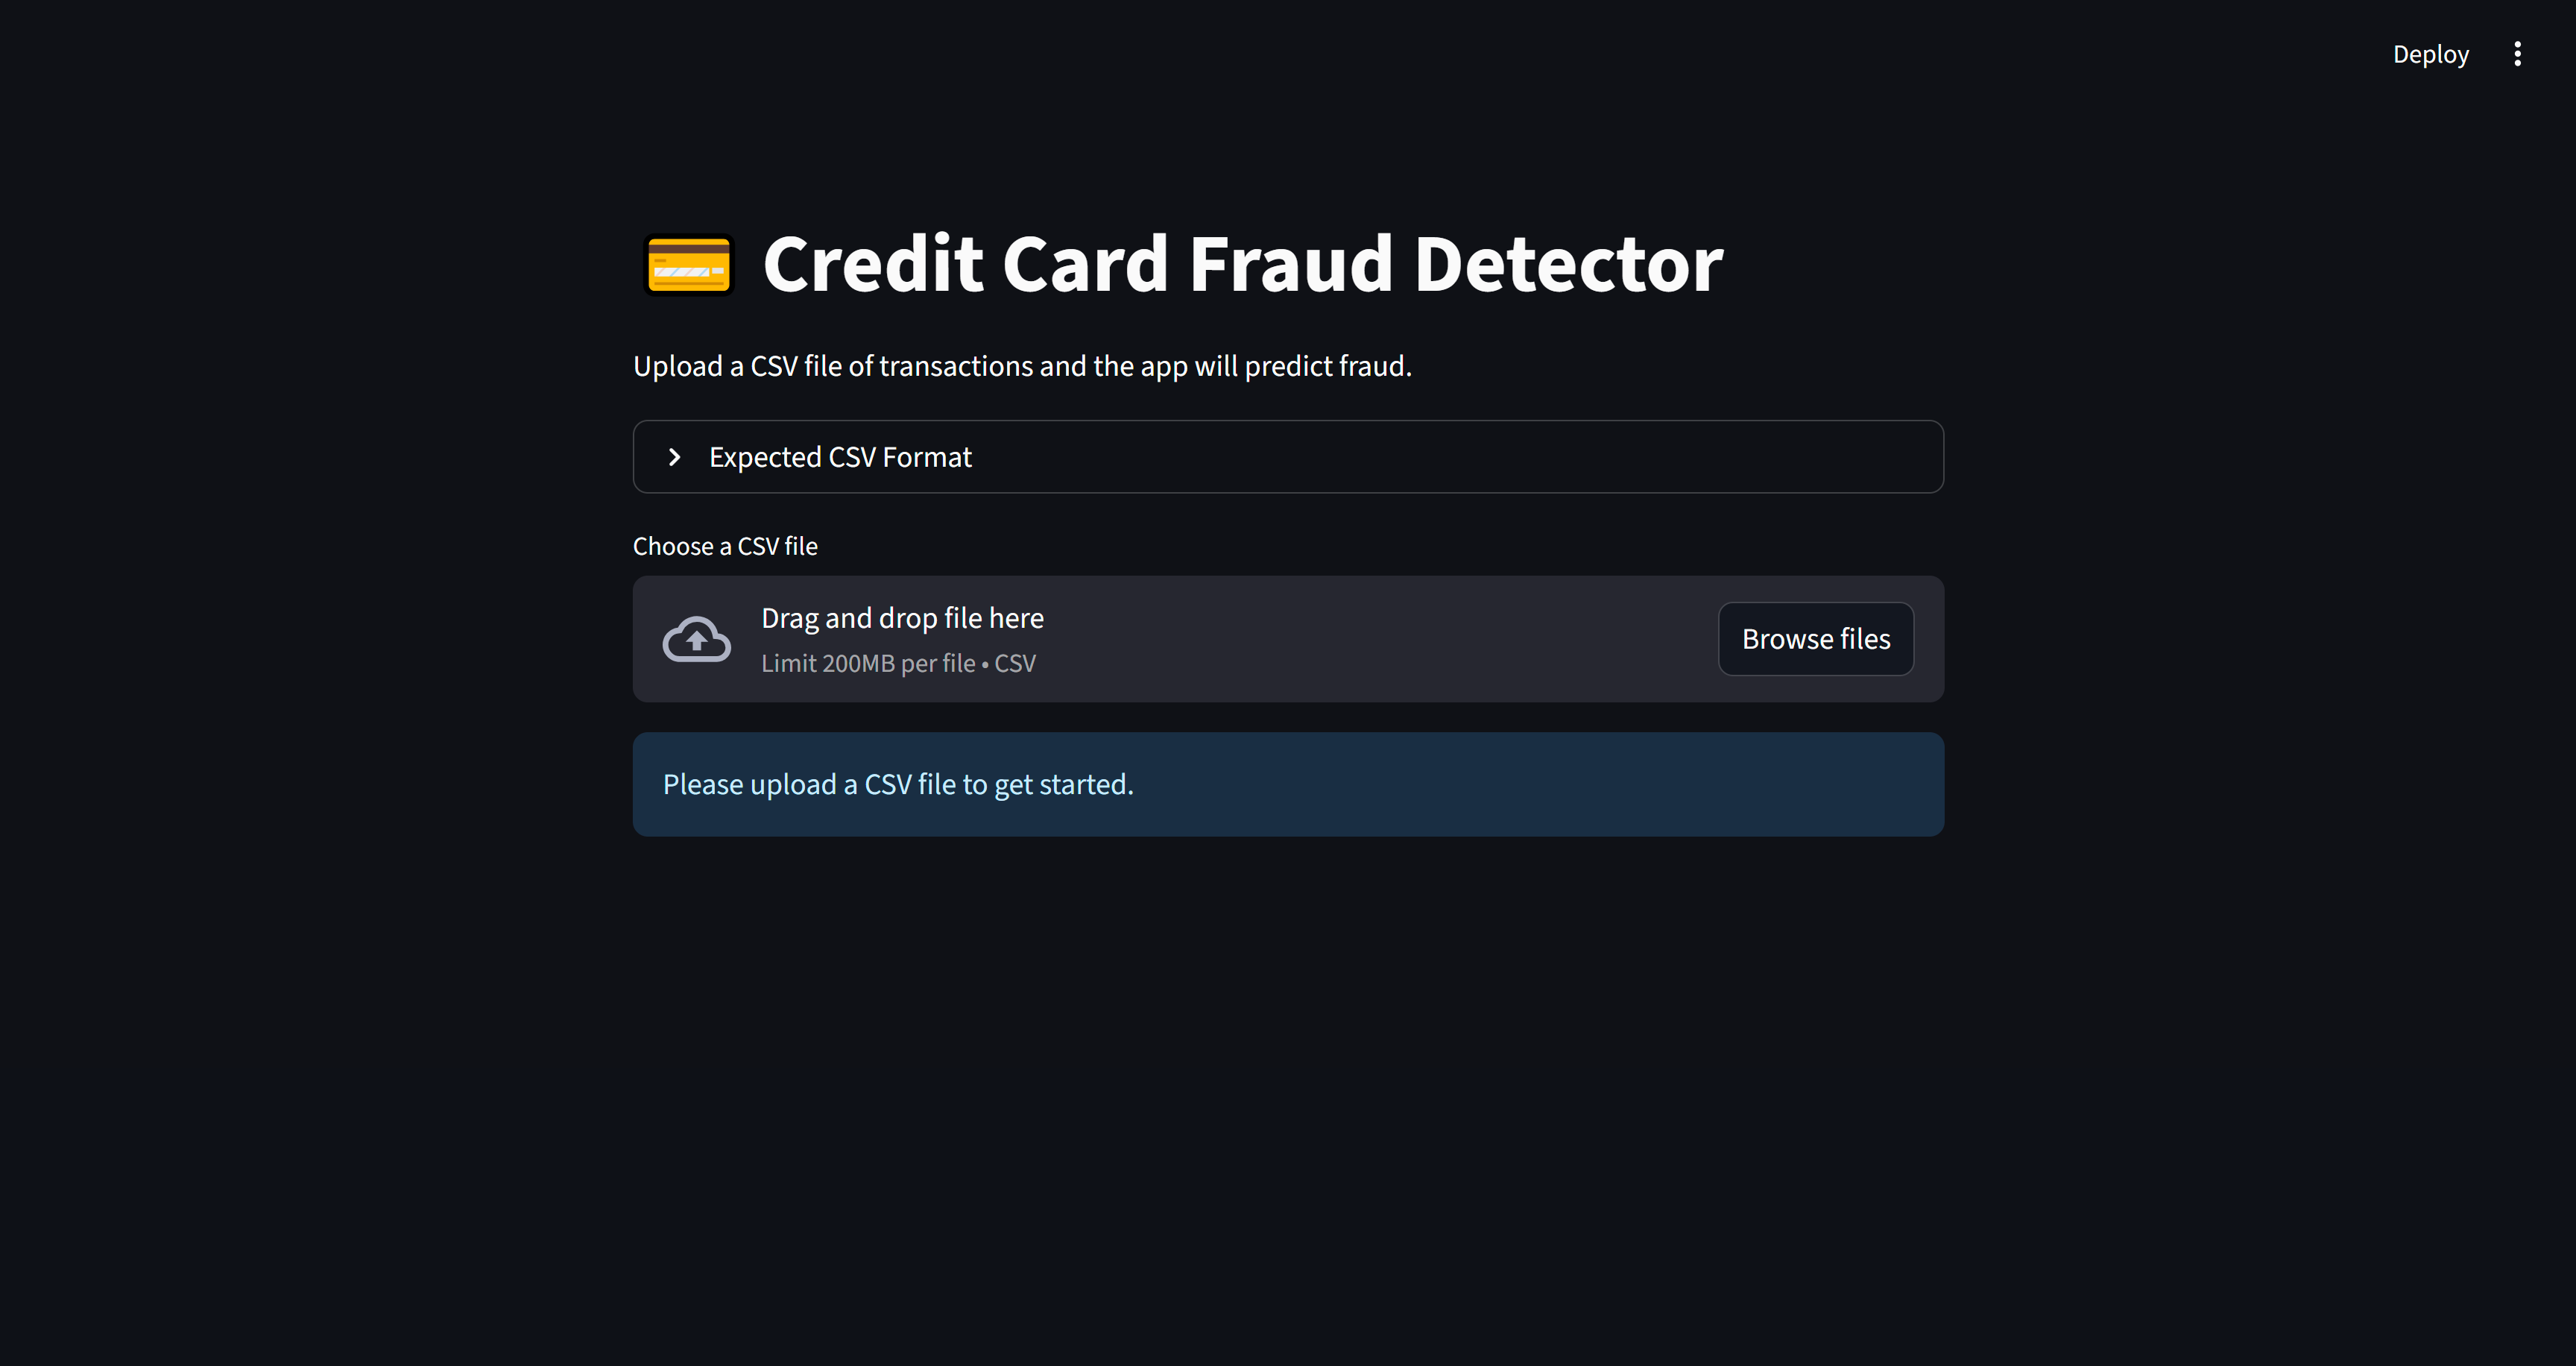 Deploy
Credit Card Fraud Detector
Upload a CSV file of transactions and the app will predict fraud.
Expected CSV Format
Choose a CSV file
Drag and drop file here
Limit 200MB per file • CSV
Browse files
Please upload a CSV file to get started.